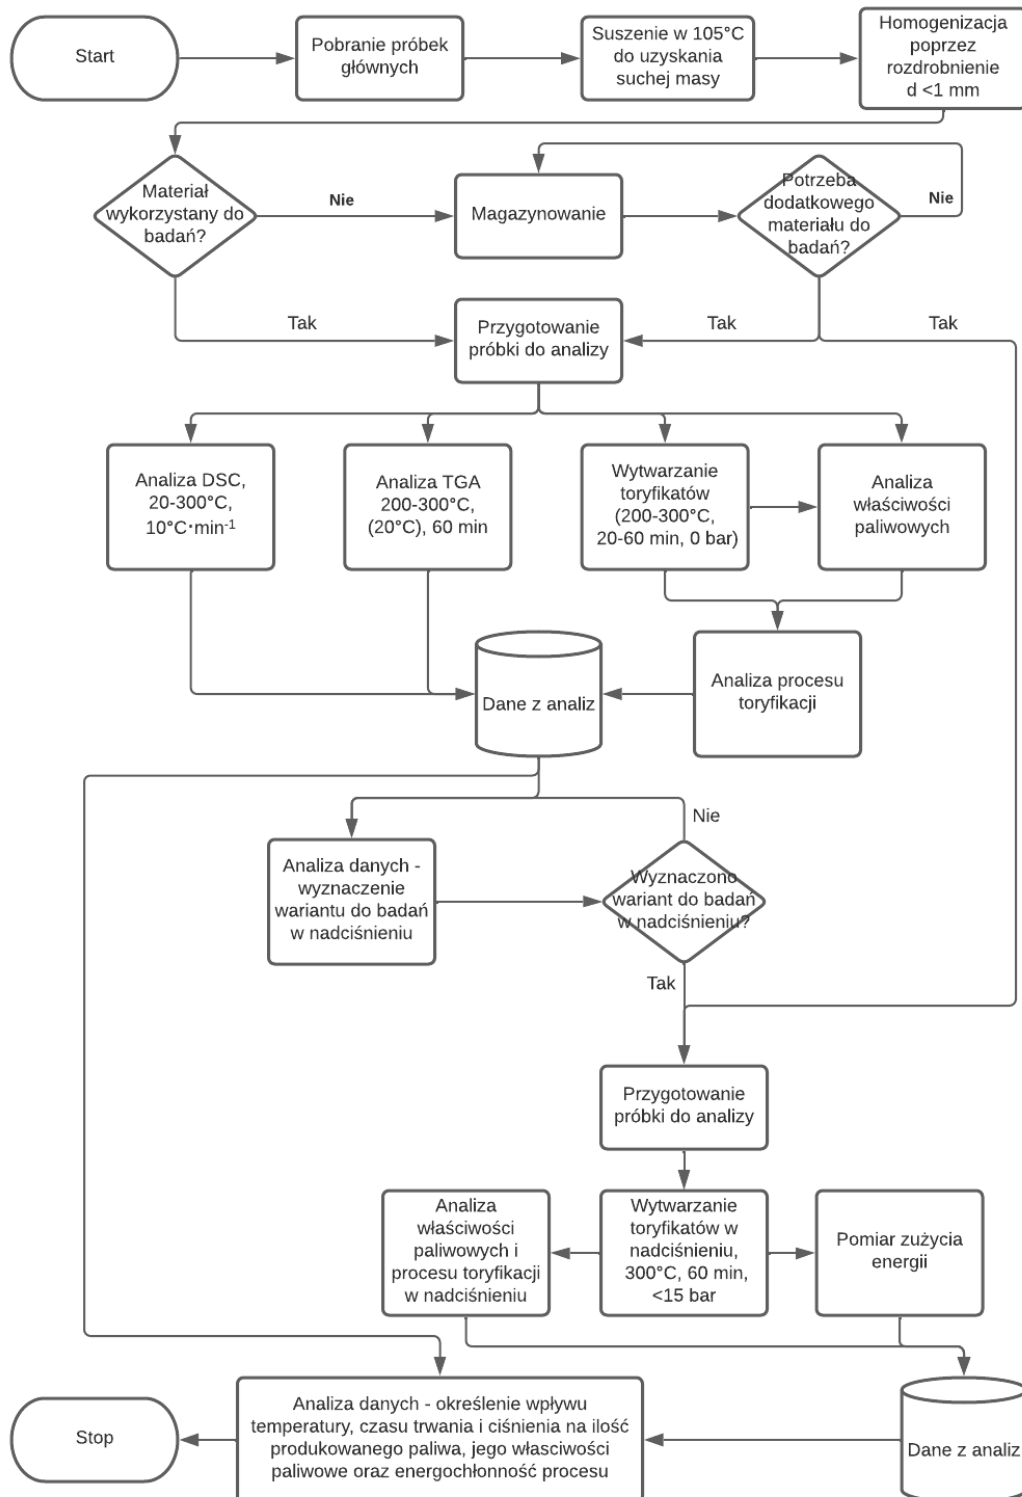 Start
Pobranie próbek
głównych
Suszenie w 105°C
do uzyskania
suchej masy
Homogenizacja
poprzez
rozdrobnienie
d <1 mm
Materiał
wykorzystany do
badań?
Nie
Magazynowanie
Potrzeba
dodatkowego
materiału do
badań?
Nie
Tak
Przygotowanie
próbki do analizy
Tak
Tak
Analiza DSC,
20-300°C,
10°C·min⁻¹
Analiza TGA
200-300°C,
(20°C), 60 min
Wytwarzanie
toryfikatów
(200-300°C,
20-60 min, 0 bar)
Analiza
właściwości
paliwowych
Dane z analiz
Analiza procesu
toryfikacji
Nie
Analiza danych -
wyznaczenie
wariantu do badań
w nadciśnieniu
Wyznaczono
wariant do badań
w nadciśnieniu?
Tak
Przygotowanie
próbki do analizy
Analiza
właściwości
paliwowych i
procesu toryfikacji
w nadciśnieniu
Wytwarzanie
toryfikatów w
nadciśnieniu,
300°C, 60 min,
<15 bar
Pomiar zużycia
energii
Stop
Analiza danych - określenie wpływu
temperatury, czasu trwania i ciśnienia na ilość
produkowanego paliwa, jego własciwości
paliwowe oraz energochłonność procesu
Dane z analiz